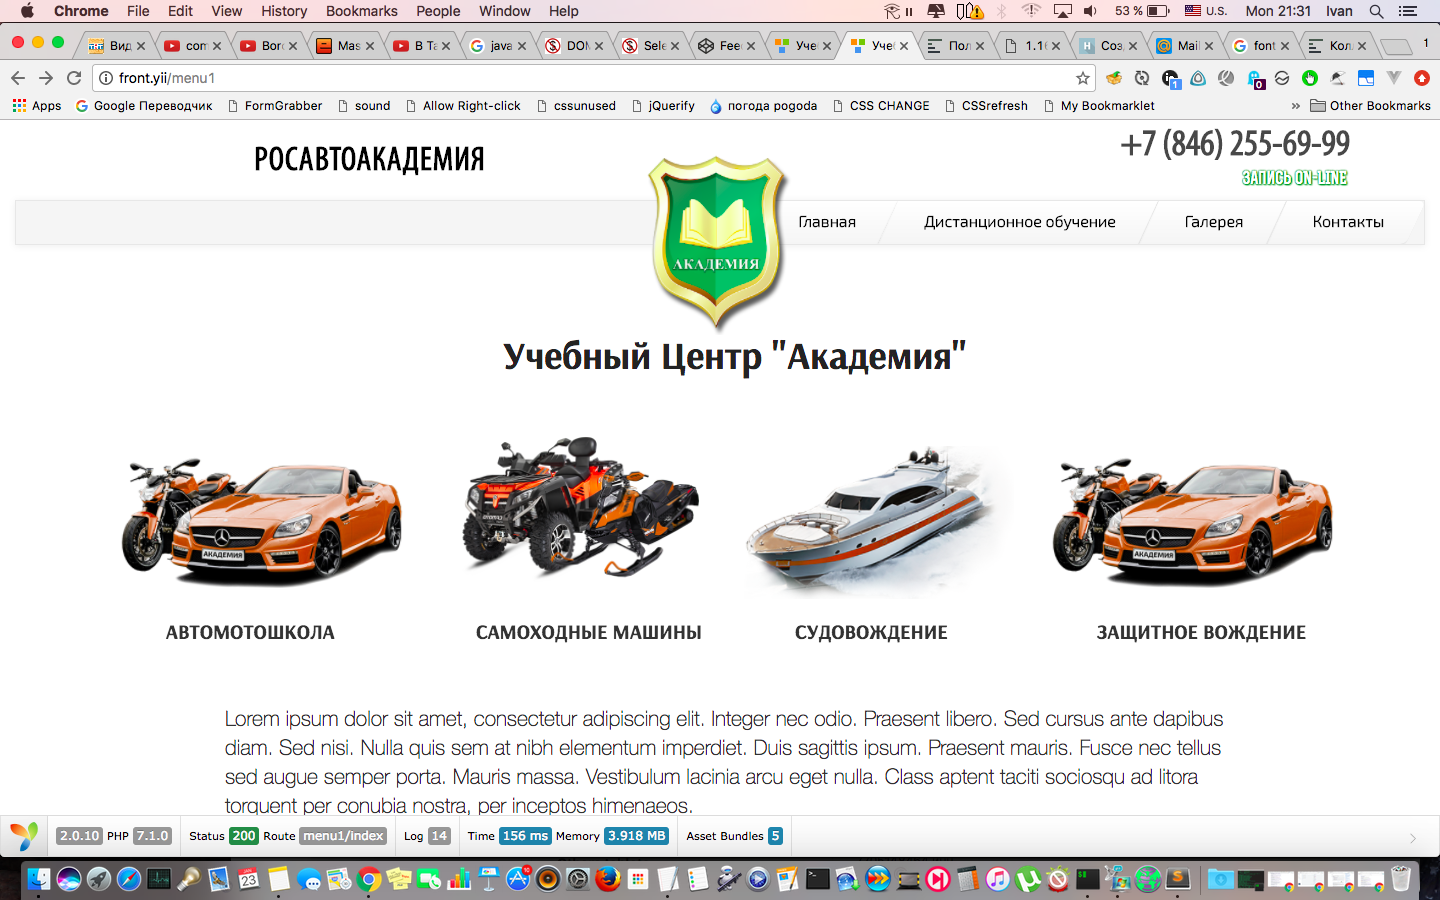 Chrome File Edit View History Bookmarks People Window Help 53 % U.S. Mon 21:31 Ivan
Вид com Bor Mas В Та java DOM Sele Fee Уче Учеб Пол 1.16 Соз Mail font Кол 1
front.yii/menu1
Apps Google Переводчик FormGrabber sound Allow Right-click cssunused jQuerify погода pogoda CSS CHANGE CSSrefresh My Bookmarklet » Other Bookmarks
РОСАВТОАКАДЕМИЯ
+7 (846) 255-69-99
ЗАПИСЬ ON-LINE
Главная Дистанционное обучение Галерея Контакты
АКАДЕМИЯ
Учебный Центр "Академия"
АКАДЕМИЯ
АКАДЕМИЯ
АВТОМОТОШКОЛА САМОХОДНЫЕ МАШИНЫ СУДОВОЖДЕНИЕ ЗАЩИТНОЕ ВОЖДЕНИЕ
Lorem ipsum dolor sit amet, consectetur adipiscing elit. Integer nec odio. Praesent libero. Sed cursus ante dapibus
diam. Sed nisi. Nulla quis sem at nibh elementum imperdiet. Duis sagittis ipsum. Praesent mauris. Fusce nec tellus
sed augue semper porta. Mauris massa. Vestibulum lacinia arcu eget nulla. Class aptent taciti sociosqu ad litora
torquent per conubia nostra, per inceptos himenaeos.
2.0.10 PHP 7.1.0 Status 200 Route menu1/index Log 14 Time 156 ms Memory 3.918 MB Asset Bundles 5
23